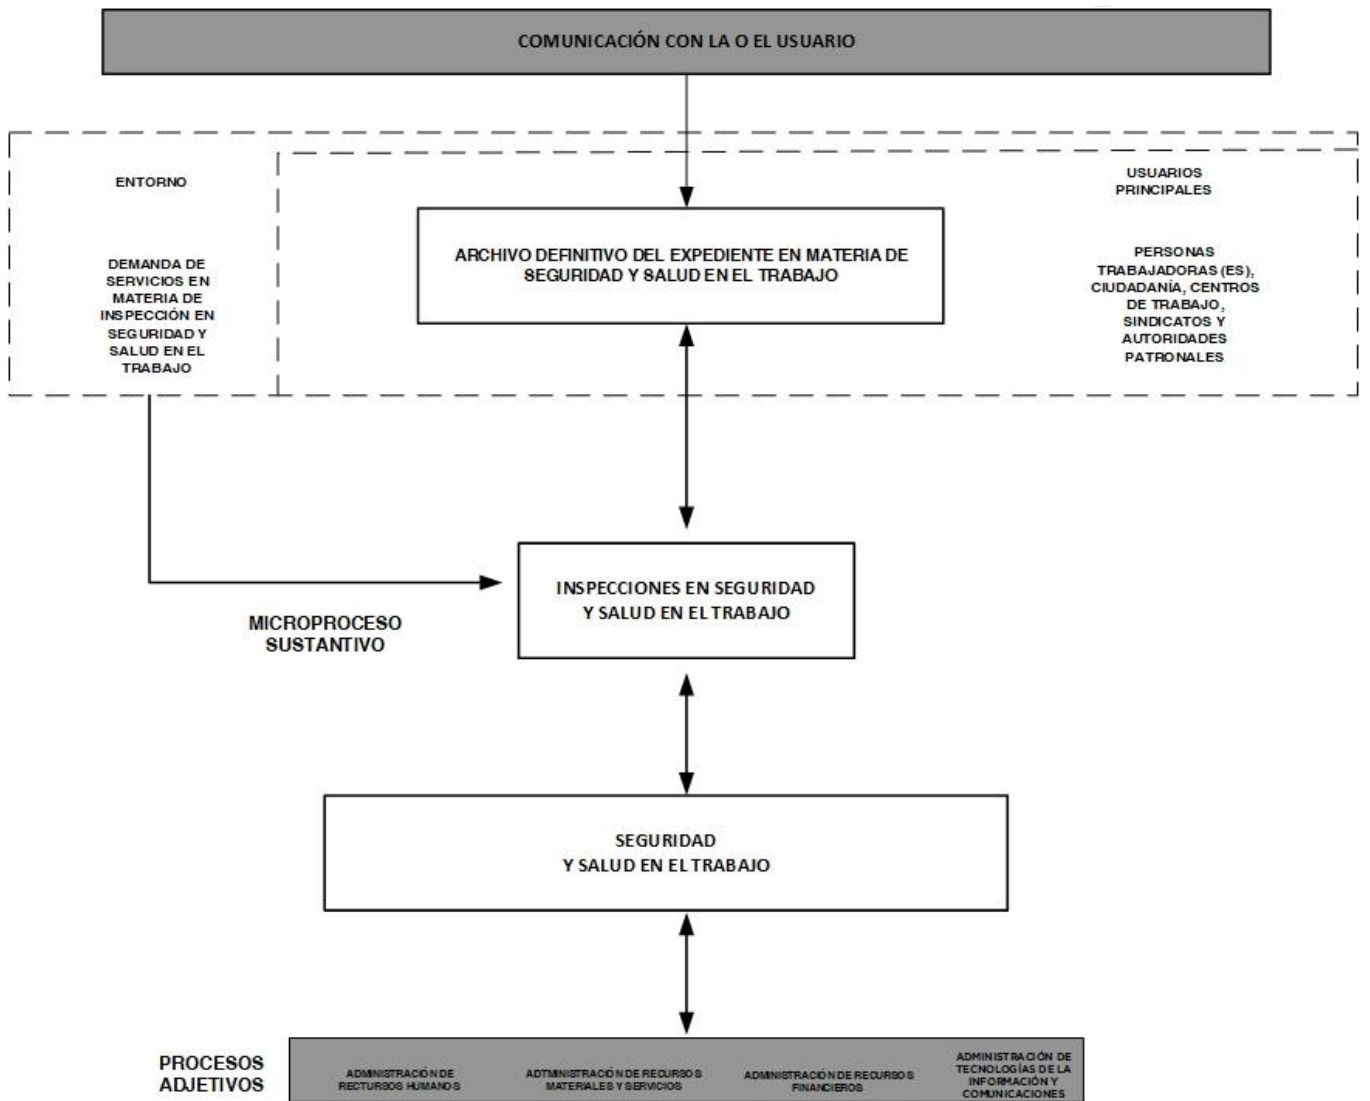 COMUNICACIÓN CON LA O EL USUARIO
ENTORNO
USUARIOS
PRINCIPALES
ARCHIVO DEFINITIVO DEL EXPEDIENTE EN MATERIA DE
SEGURIDAD Y SALUD EN EL TRABAJO
DEMANDA DE
SERVICIOS EN
MATERIA DE
INSPECCIÓN EN
SEGURIDAD Y
SALUD EN EL
TRABAJO
PERSONAS
TRABAJADORAS (ES),
CIUDADANÍA, CENTROS
DE TRABAJO,
SINDICATOS Y
AUTORIDADES
PATRONALES
INSPECCIONES EN SEGURIDAD
Y SALUD EN EL TRABAJO
MICROPROCESO
SUSTANTIVO
SEGURIDAD
Y SALUD EN EL TRABAJO
PROCESOS
ADJETIVOS
ADMINISTRACIÓN DE
RECTURSOS HUMANOS
ADTMINISTRACIÓN DE RECURSOS
MATERIALES Y SERVICIOS
ADMINISTRACIÓN DE RECURSOS
FINANCIEROS
ADMINISTRACIÓN DE
TECNOLOGÍAS DE LA
INFORMACIÓN Y
COMUNICACIONES